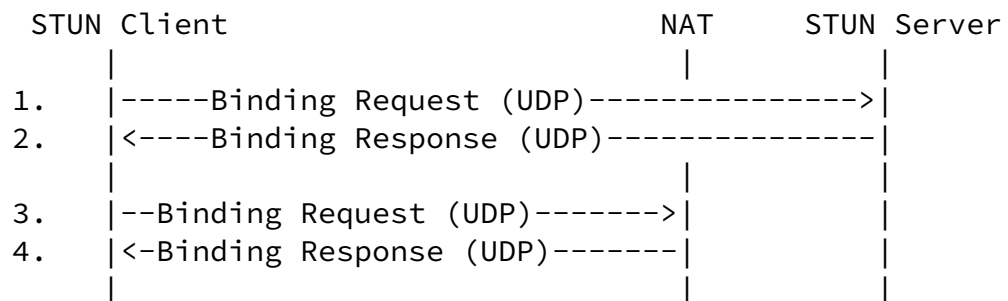 STUN Client                          NAT     STUN Server
     |                               |          |
1.   |-----Binding Request (UDP)--------------->|
2.   |<----Binding Response (UDP)---------------|
     |                               |          |
3.   |--Binding Request (UDP)------->|          |
4.   |<-Binding Response (UDP)-------|          |
     |                               |          |